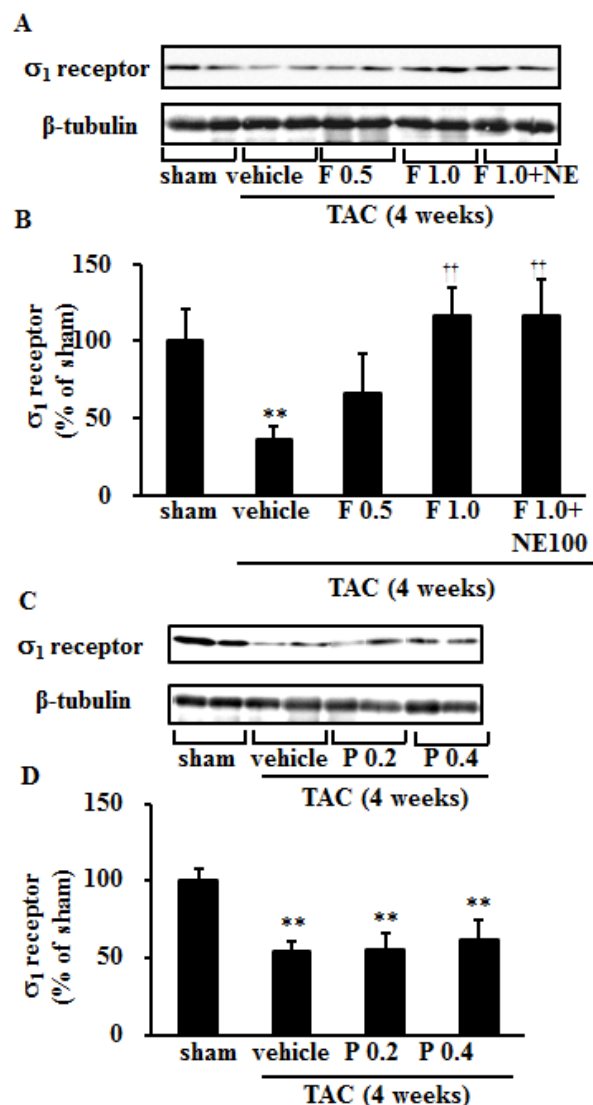 A
σ1 receptor
β-tubulin
sham vehicle F 0.5 F 1.0 F 1.0+NE
TAC (4 weeks)
B
σ1 receptor
(% of sham)
150
100
50
0
**
††
††
sham vehicle F 0.5 F 1.0 F 1.0+
NE100
TAC (4 weeks)
C
σ1 receptor
β-tubulin
sham vehicle P 0.2 P 0.4
TAC (4 weeks)
D
σ1 receptor
(% of sham)
150
100
50
0
**
**
**
sham vehicle P 0.2 P 0.4
TAC (4 weeks)